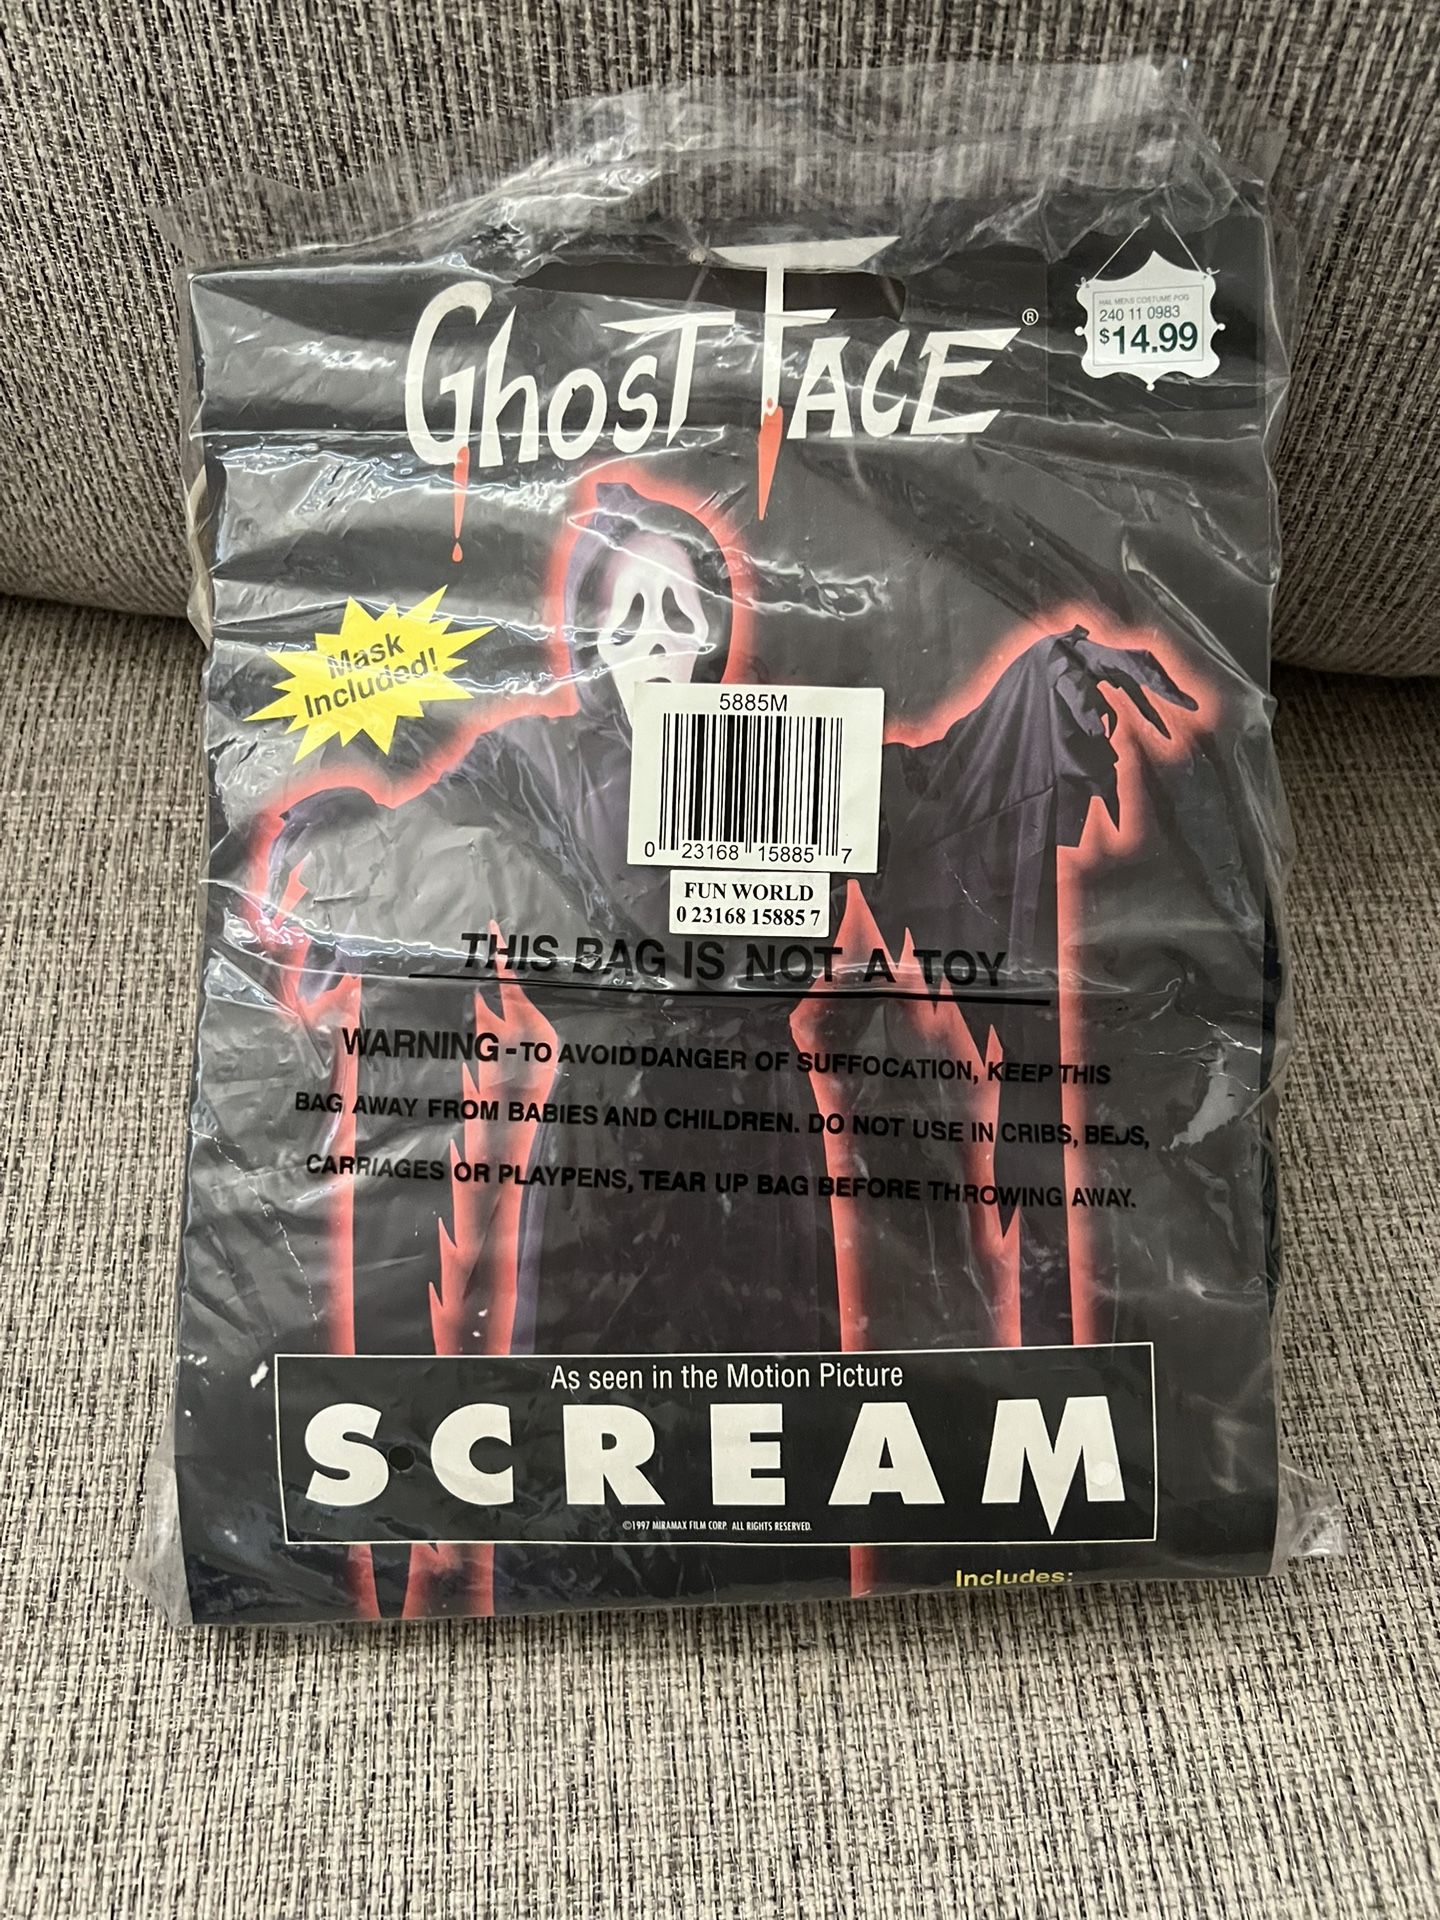 Ghost Face®
H&L MENS COSTUME POG
240 11 0983
$14.99
Mask
Included!
5885M
0 23168 15885 7
FUN WORLD
0 23168 15885 7
THIS BAG IS NOT A TOY
WARNING - TO AVOID DANGER OF SUFFOCATION, KEEP THIS
BAG AWAY FROM BABIES AND CHILDREN. DO NOT USE IN CRIBS, BEDS,
CARRIAGES OR PLAYPENS, TEAR UP BAG BEFORE THROWING AWAY.
As seen in the Motion Picture
SCREAM
©1997 MIRAMAX FILM CORP. ALL RIGHTS RESERVED.
Includes: